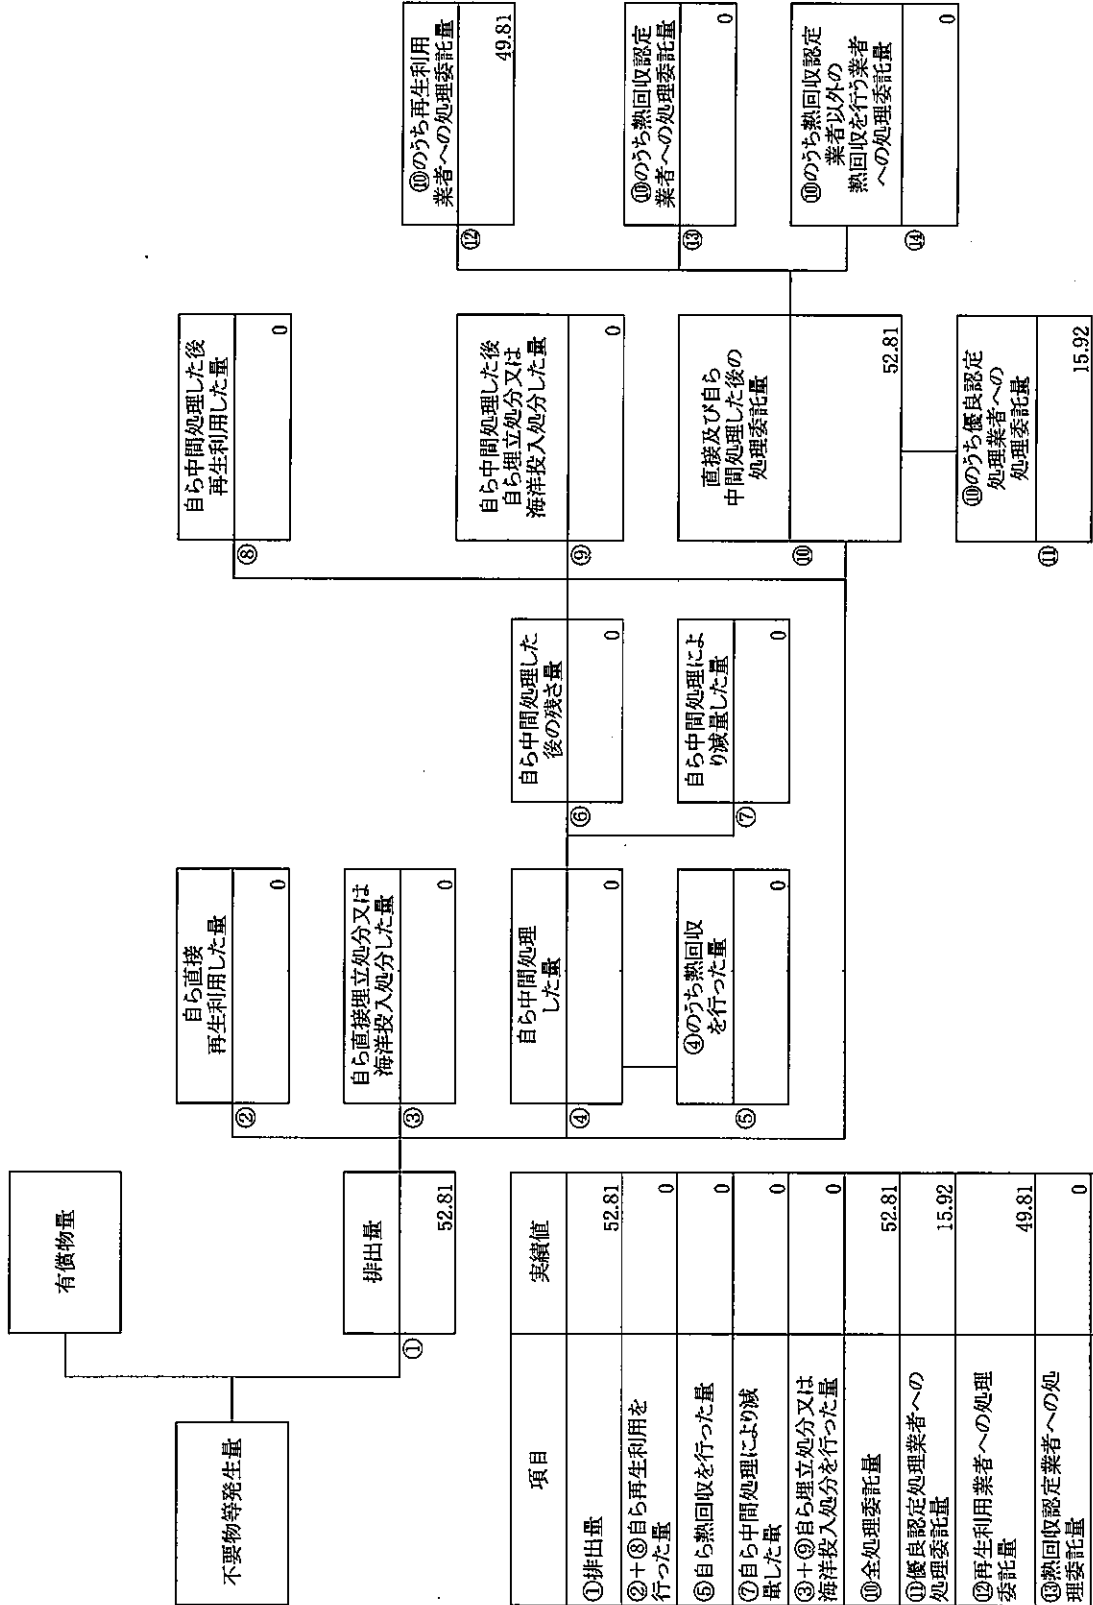 不要物等発生量
有償物量
排出量
①
52.81
自ら直接
再生利用した量
②
0
自ら直接埋立処分又は
海洋投入処分した量
③
0
自ら中間処理
した量
④
0
④のうち熱回収
を行った量
⑤
0
自ら中間処理した
後の残さ量
⑥
0
自ら中間処理によ
り減量した量
⑦
0
自ら中間処理した後
再生利用した量
⑧
0
自ら中間処理した後
自ら埋立処分又は
海洋投入処分した量
⑨
0
直接及び自ら
中間処理した後の
処理委託量
⑩
52.81
⑩のうち優良認定
処理業者への
処理委託量
⑪
15.92
⑩のうち再生利用
業者への処理委託量
⑫
49.81
⑩のうち熱回収認定
業者への処理委託量
⑬
0
⑩のうち熱回収認定
業者以外の
熱回収を行う業者
への処理委託量
⑭
0
項目
実績値
①排出量
52.81
②+⑧自ら再生利用を
行った量
0
⑤自ら熱回収を行った量
0
⑦自ら中間処理により減
量した量
0
③+⑨自ら埋立処分又は
海洋投入処分を行った量
0
⑩全処理委託量
52.81
⑪優良認定処理業者への
処理委託量
15.92
⑫再生利用業者への処理
委託量
49.81
⑬熱回収認定業者への処
理委託量
0